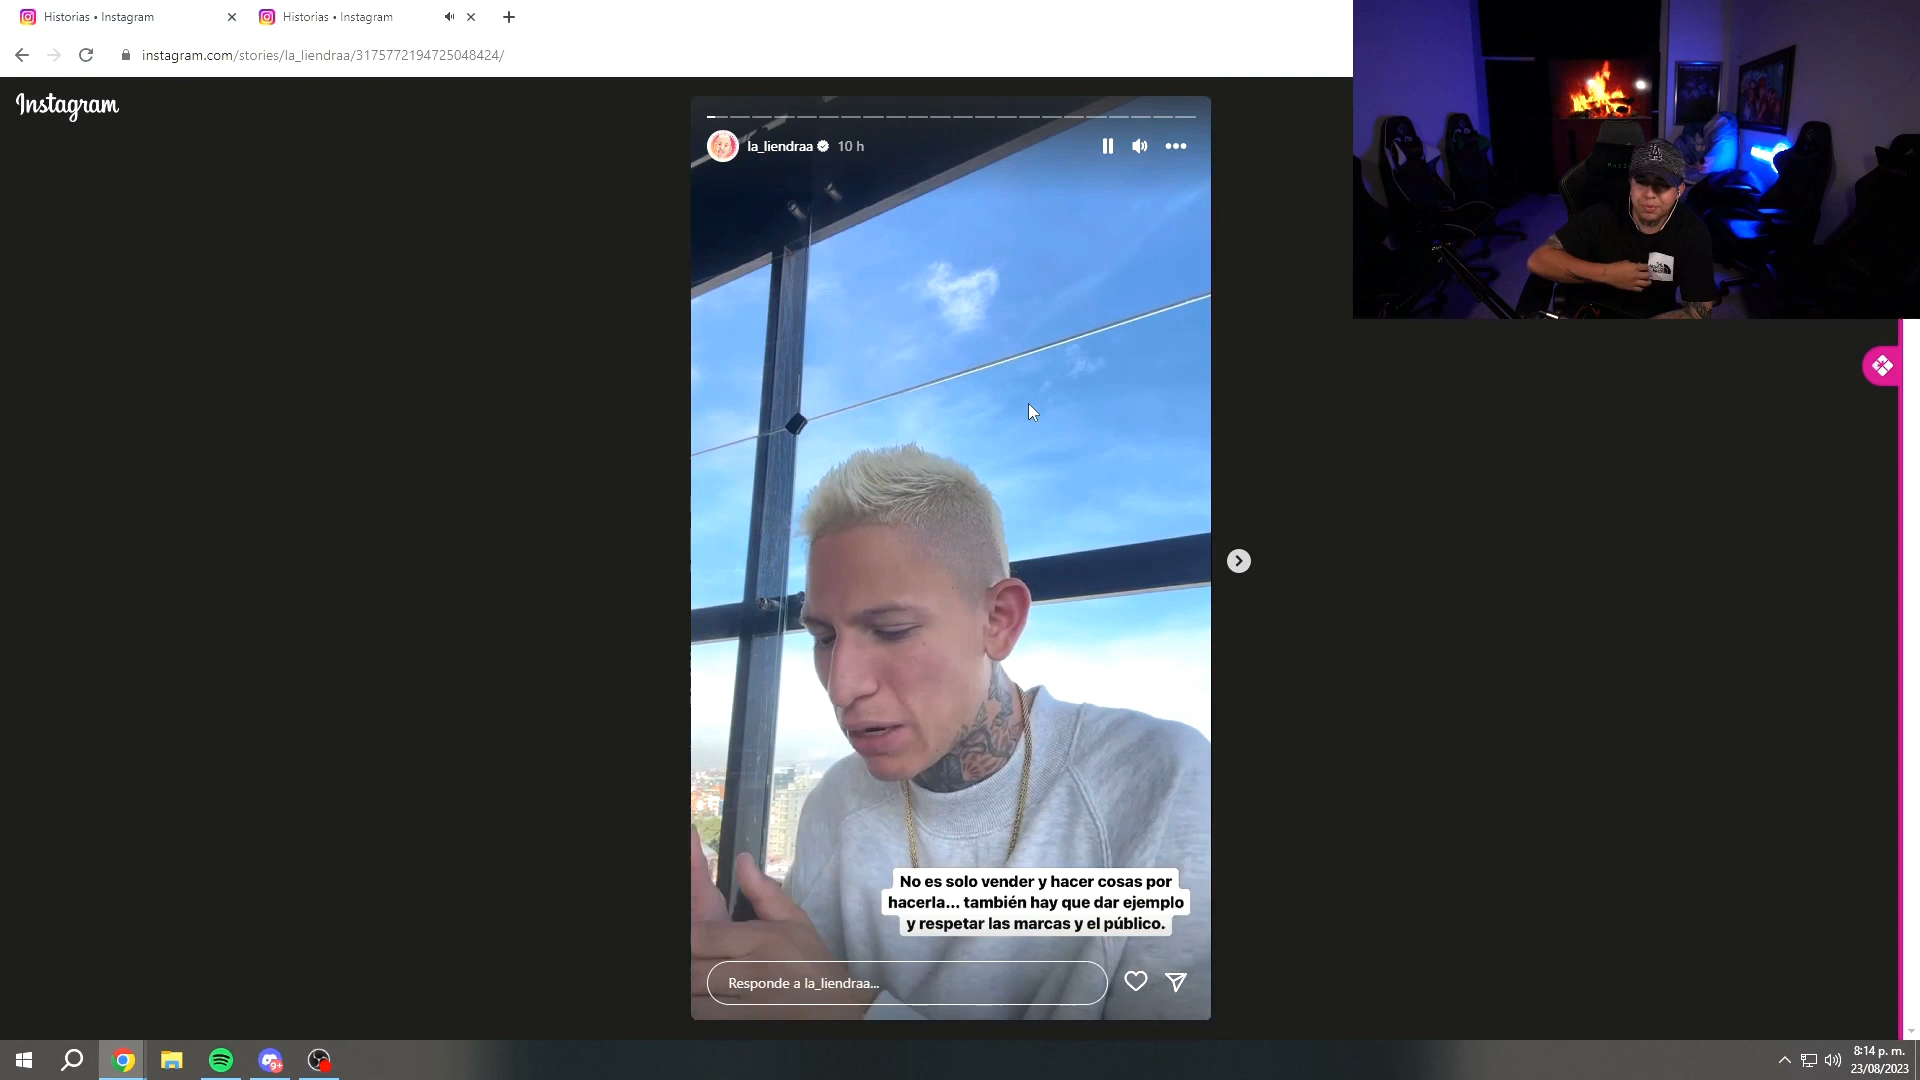 Historias • Instagram
Historias • Instagram
instagram.com/stories/la_liendraa/3175772194725048424/
Instagram
la_liendraa 10 h
No es solo vender y hacer cosas por
hacerla... también hay que dar ejemplo
y respetar las marcas y el público.
Responde a la_liendraa...
9+
8:14 p. m.
23/08/2023